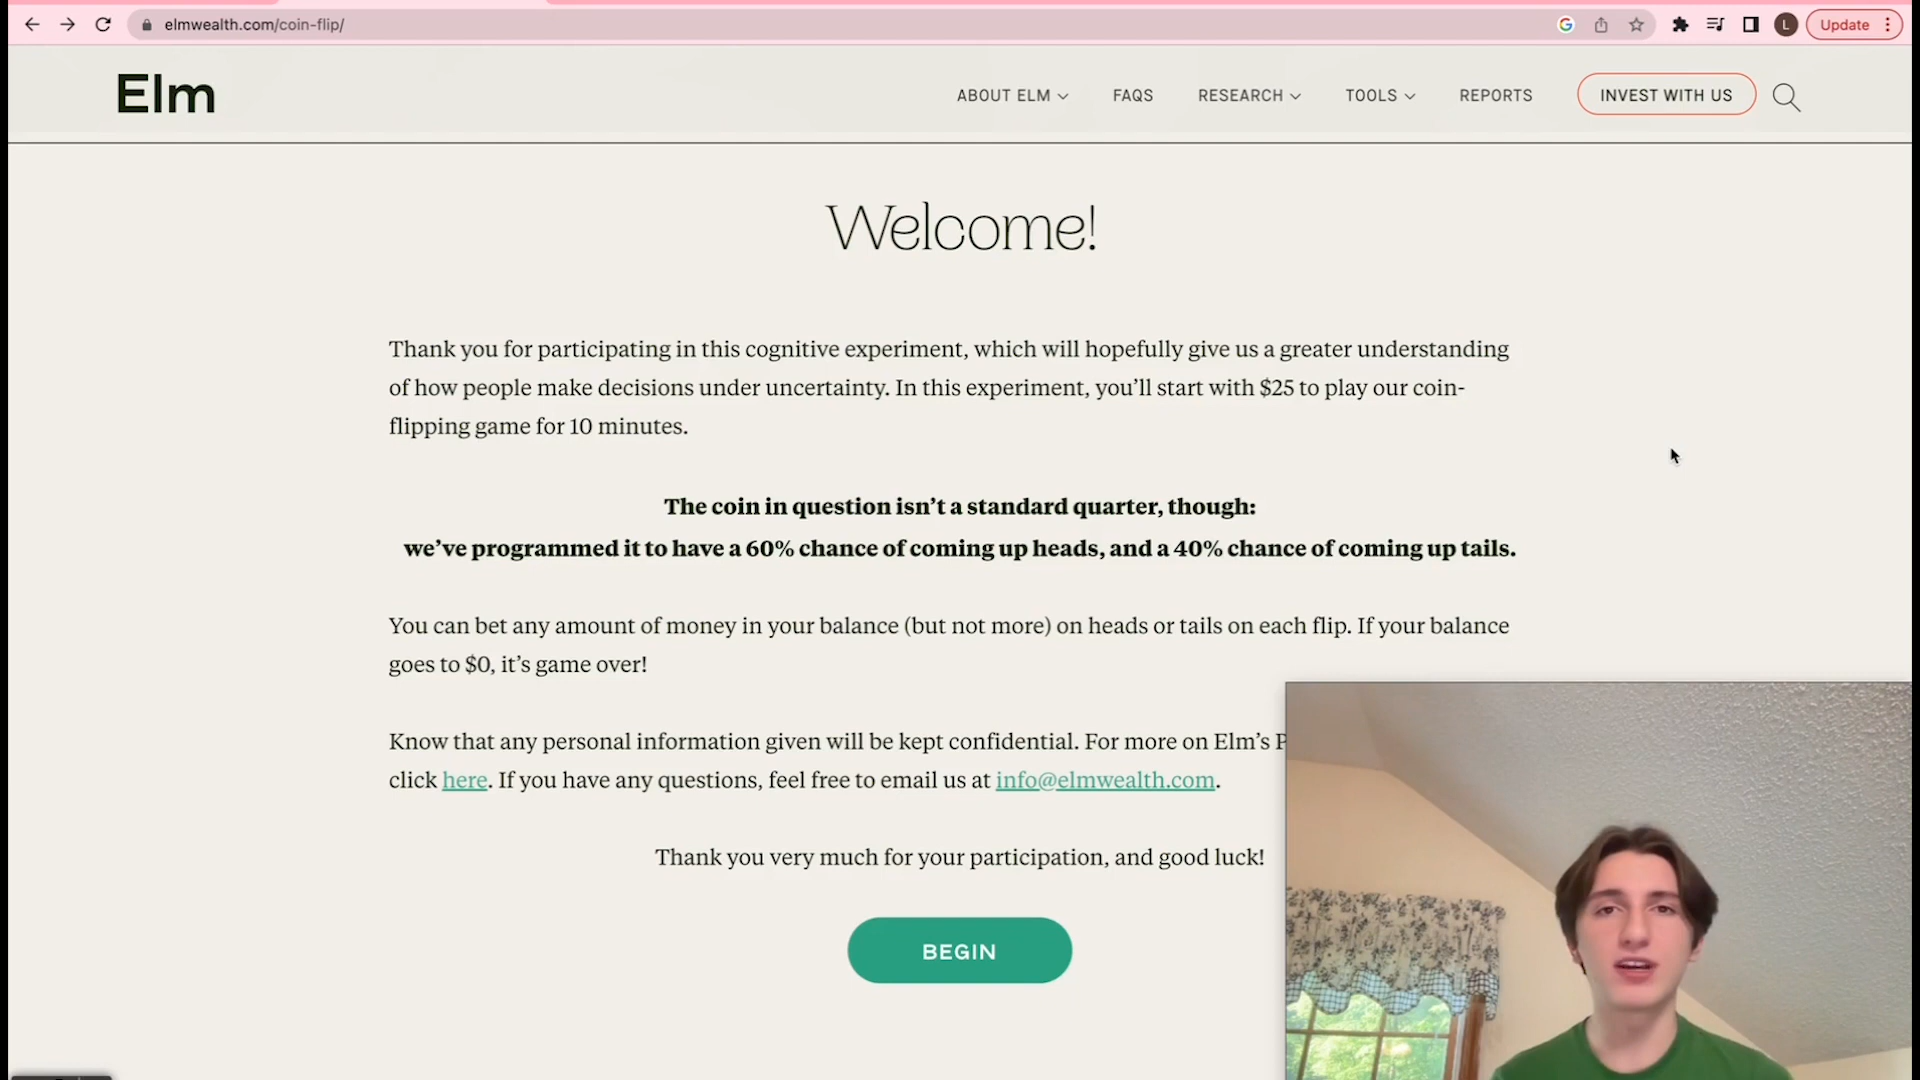 elmwealth.com/coin-flip/
L
Update
Elm
ABOUT ELM
FAQS
RESEARCH
TOOLS
REPORTS
INVEST WITH US
Welcome!
Thank you for participating in this cognitive experiment, which will hopefully give us a greater understanding
of how people make decisions under uncertainty. In this experiment, you’ll start with $25 to play our coin-
flipping game for 10 minutes.
The coin in question isn’t a standard quarter, though:
we’ve programmed it to have a 60% chance of coming up heads, and a 40% chance of coming up tails.
You can bet any amount of money in your balance (but not more) on heads or tails on each flip. If your balance
goes to $0, it’s game over!
Know that any personal information given will be kept confidential. For more on Elm’s
click here. If you have any questions, feel free to email us at info@elmwealth.com.
Thank you very much for your participation, and good luck!
BEGIN